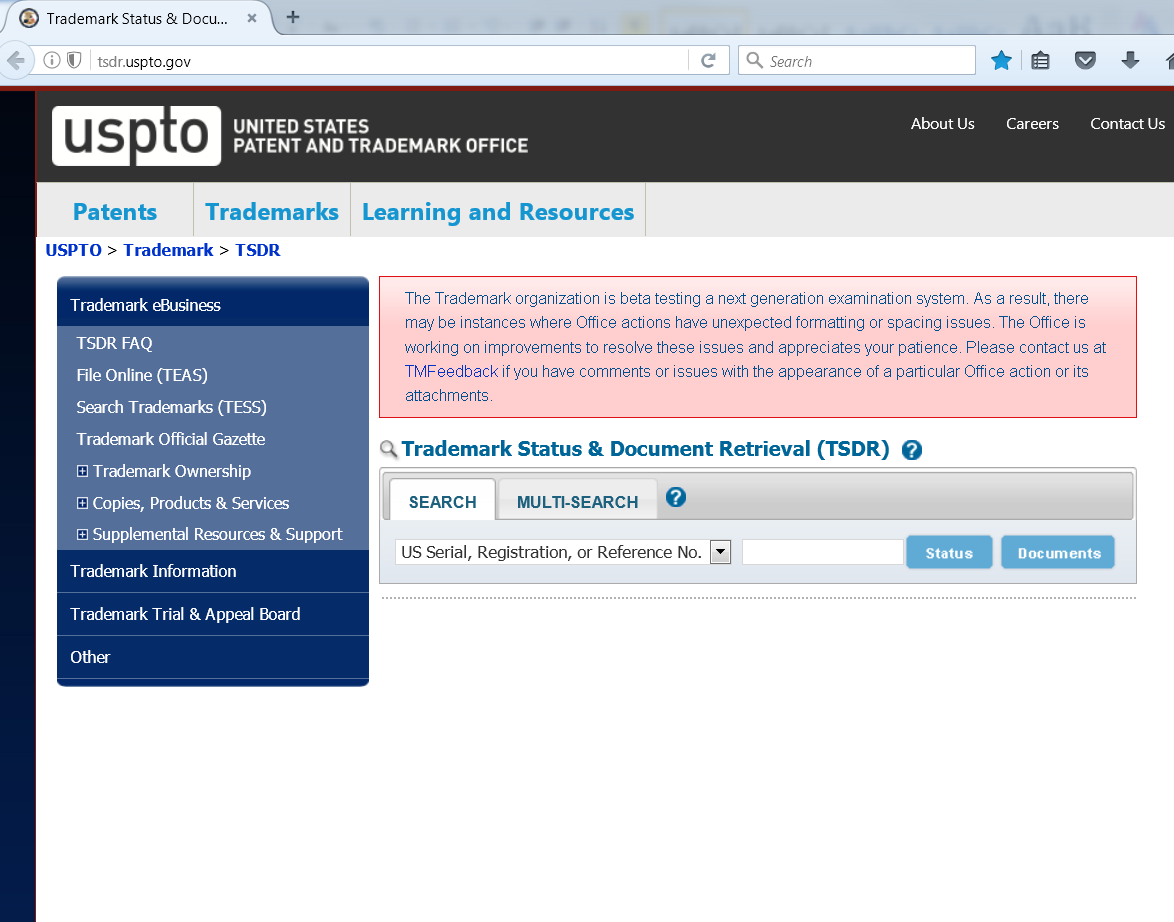 Trademark Status & Docu...
tsdr.uspto.gov
Search
uspto
UNITED STATES
PATENT AND TRADEMARK OFFICE
About Us
Careers
Contact Us
Patents
Trademarks
Learning and Resources
USPTO > Trademark > TSDR
Trademark eBusiness
TSDR FAQ
File Online (TEAS)
Search Trademarks (TESS)
Trademark Official Gazette
Trademark Ownership
Copies, Products & Services
Supplemental Resources & Support
Trademark Information
Trademark Trial & Appeal Board
Other
The Trademark organization is beta testing a next generation examination system. As a result, there
may be instances where Office actions have unexpected formatting or spacing issues. The Office is
working on improvements to resolve these issues and appreciates your patience. Please contact us at
TMFeedback if you have comments or issues with the appearance of a particular Office action or its
attachments.
Trademark Status & Document Retrieval (TSDR) ?
SEARCH
MULTI-SEARCH
?
US Serial, Registration, or Reference No.
Status
Documents